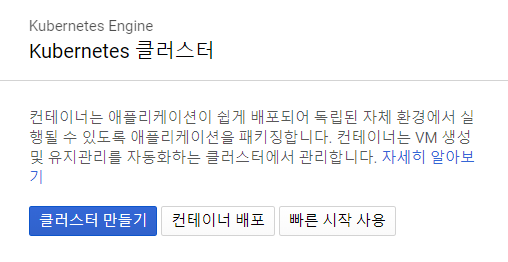 Kubernetes Engine
Kubernetes 클러스터
컨테이너는 애플리케이션이 쉽게 배포되어 독립된 자체 환경에서 실
행될 수 있도록 애플리케이션을 패키징합니다. 컨테이너는 VM 생성
및 유지관리를 자동화하는 클러스터에서 관리합니다. 자세히 알아보
기
클러스터 만들기 컨테이너 배포 빠른 시작 사용